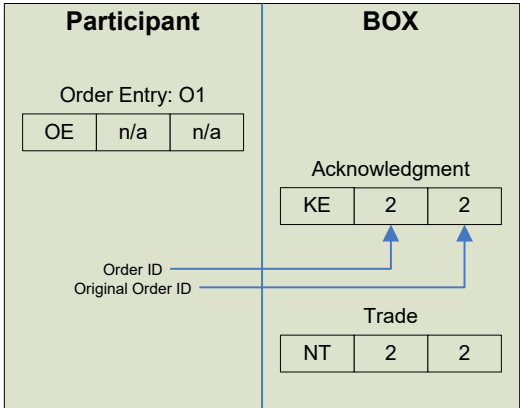 Participant BOX
Order Entry: O1
OE n/a n/a
Acknowledgment
KE 2 2
Order ID
Original Order ID
Trade
NT 2 2